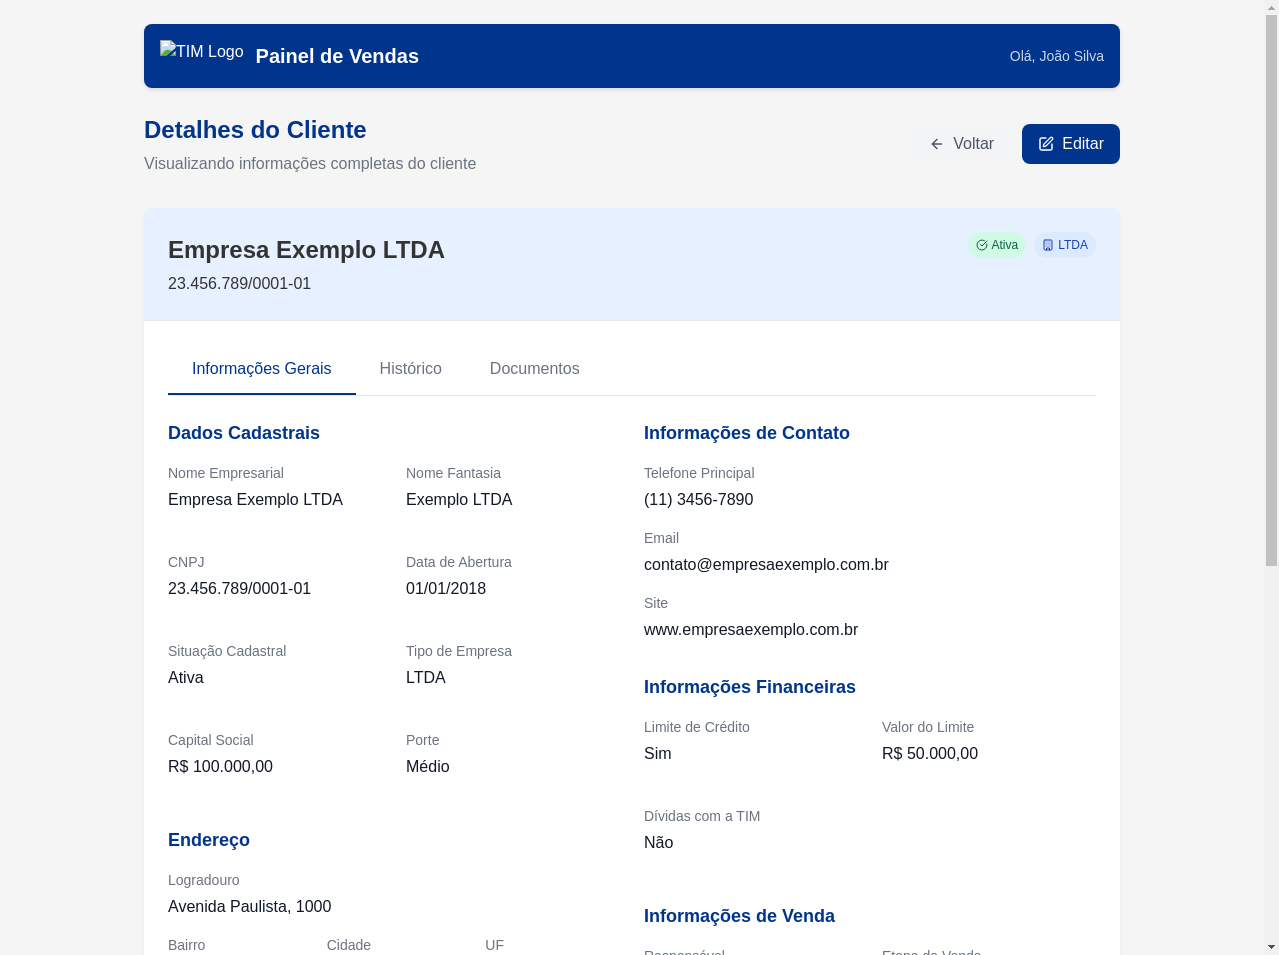 TIM Logo
Painel de Vendas
Olá, João Silva
Detalhes do Cliente
Visualizando informações completas do cliente
Voltar
Editar
Empresa Exemplo LTDA
23.456.789/0001-01
Ativa
LTDA
Informações Gerais
Histórico
Documentos
Dados Cadastrais
Nome Empresarial
Empresa Exemplo LTDA
Nome Fantasia
Exemplo LTDA
CNPJ
23.456.789/0001-01
Data de Abertura
01/01/2018
Situação Cadastral
Ativa
Tipo de Empresa
LTDA
Capital Social
R$ 100.000,00
Porte
Médio
Endereço
Logradouro
Avenida Paulista, 1000
Bairro
Cidade
UF
Informações de Contato
Telefone Principal
(11) 3456-7890
Email
contato@empresaexemplo.com.br
Site
www.empresaexemplo.com.br
Informações Financeiras
Limite de Crédito
Sim
Valor do Limite
R$ 50.000,00
Dívidas com a TIM
Não
Informações de Venda
Responsável
Etapa da Venda